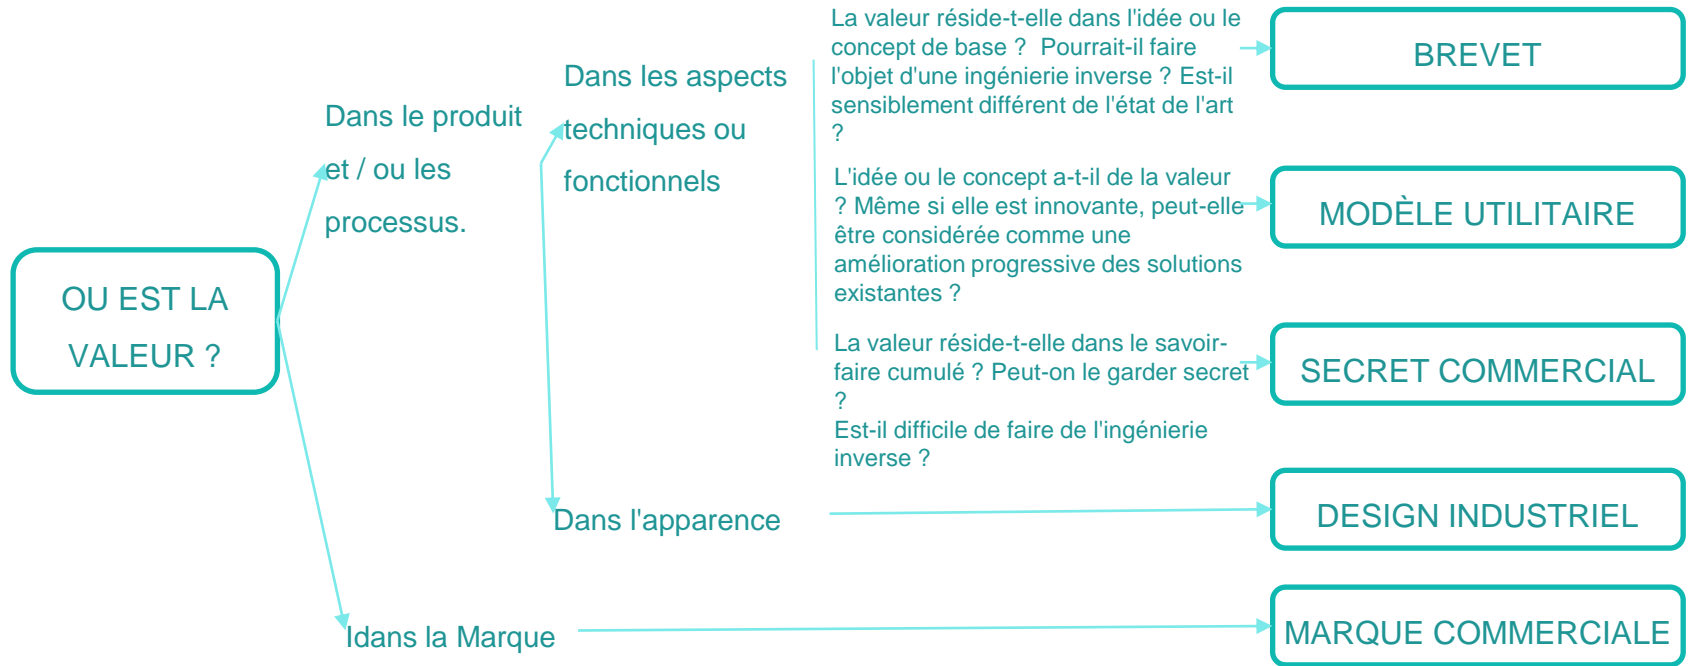 OU EST LA
VALEUR ?
Dans le produit
et / ou les
processus.
Dans les aspects
techniques ou
fonctionnels
La valeur réside-t-elle dans l'idée ou le
concept de base ?  Pourrait-il faire
l'objet d'une ingénierie inverse ? Est-il
sensiblement différent de l'état de l'art
?
BREVET
L'idée ou le concept a-t-il de la valeur
? Même si elle est innovante, peut-elle
être considérée comme une
amélioration progressive des solutions
existantes ?
MODÈLE UTILITAIRE
La valeur réside-t-elle dans le savoir-
faire cumulé ? Peut-on le garder secret
?
Est-il difficile de faire de l'ingénierie
inverse ?
SECRET COMMERCIAL
Dans l'apparence
DESIGN INDUSTRIEL
Idans la Marque
MARQUE COMMERCIALE